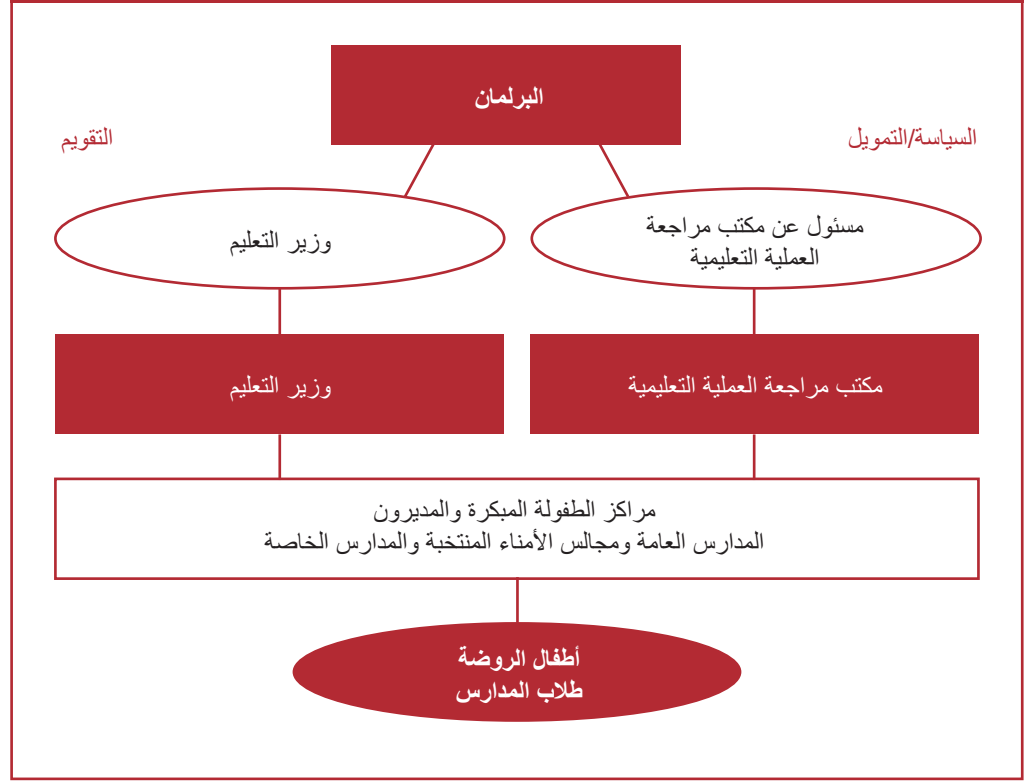 البرلمان
السياسة/التمويل
التقويم
مسئول عن مكتب مراجعة
العملية التعليمية
وزير التعليم
مكتب مراجعة العملية التعليمية
وزير التعليم
مراكز الطفولة المبكرة والمديرون
المدارس العامة ومجالس الأمناء المنتخبة والمدارس الخاصة
أطفال الروضة
طلاب المدارس